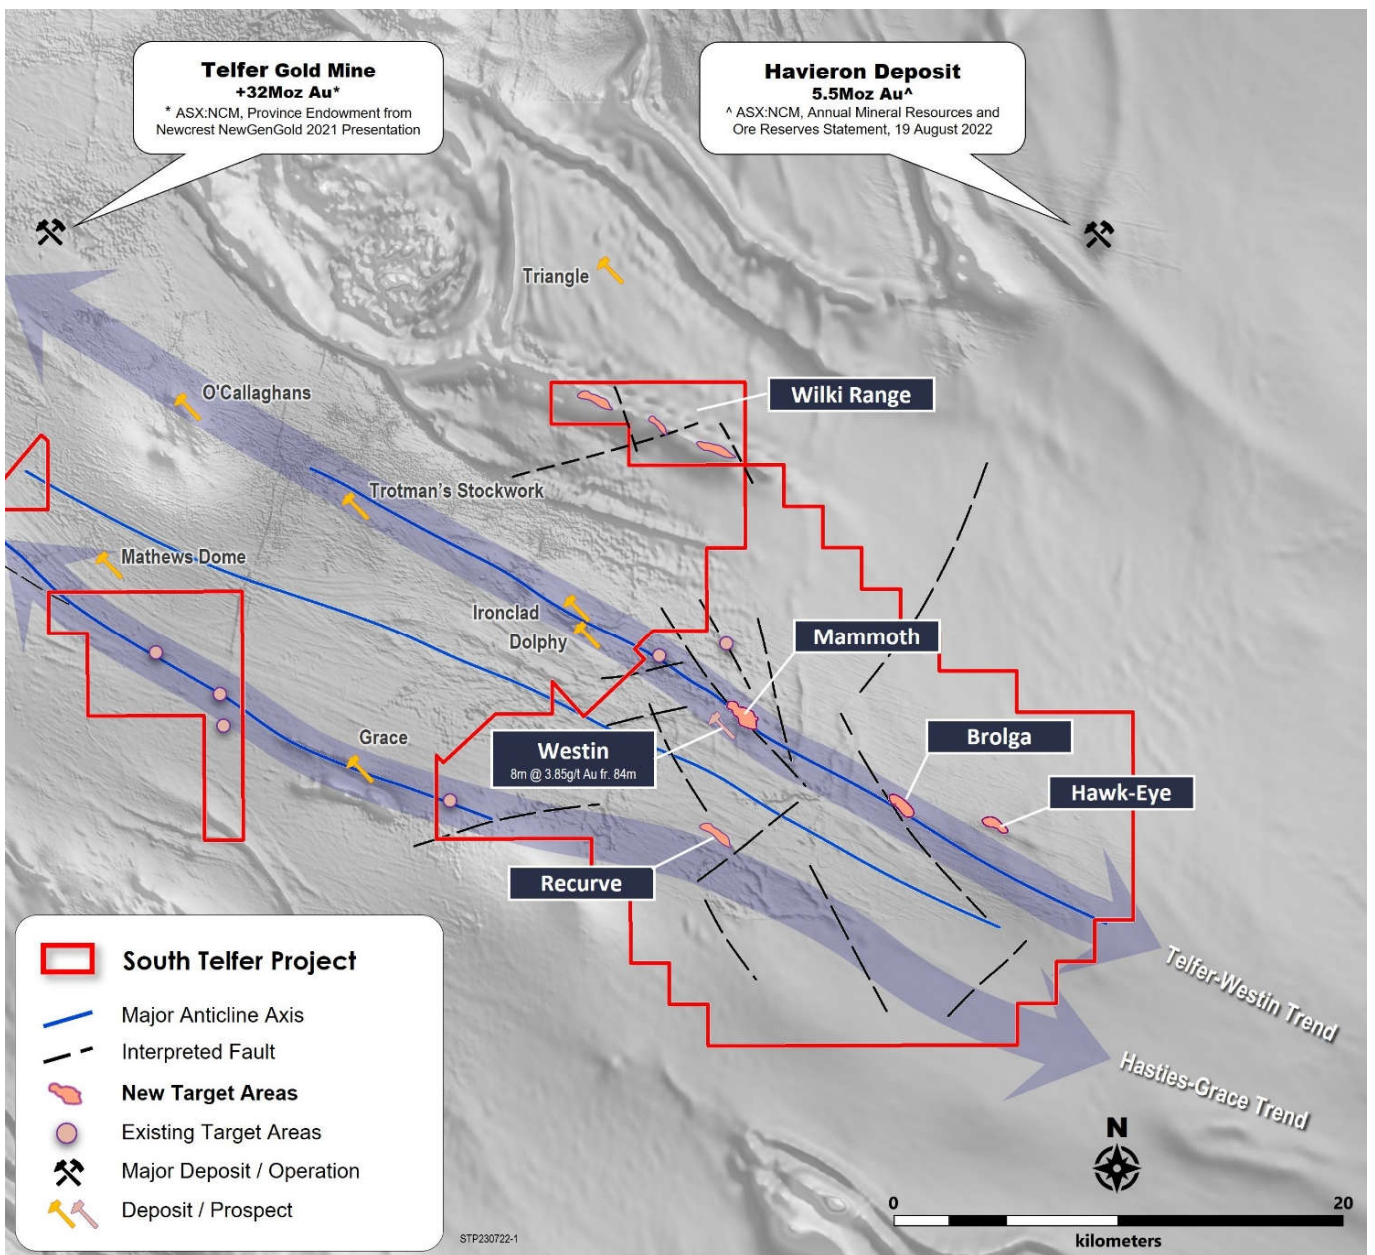 Telfer Gold Mine
+32Moz Au*
* ASX:NCM, Province Endowment from
Newcrest NewGenGold 2021 Presentation
Havieron Deposit
5.5Moz Au^
^ ASX:NCM, Annual Mineral Resources and
Ore Reserves Statement, 19 August 2022
Triangle
O'Callaghans
Wilki Range
Trotman's Stockwork
Mathews Dome
Ironclad
Dolphy
Mammoth
Grace
Westin
8m @ 3.85g/t Au fr. 84m
Brolga
Hawk-Eye
Recurve
Telfer-Westin Trend
Hasties-Grace Trend
South Telfer Project
Major Anticline Axis
Interpreted Fault
New Target Areas
Existing Target Areas
Major Deposit / Operation
Deposit / Prospect
STP230722-1
N
0 20
kilometers